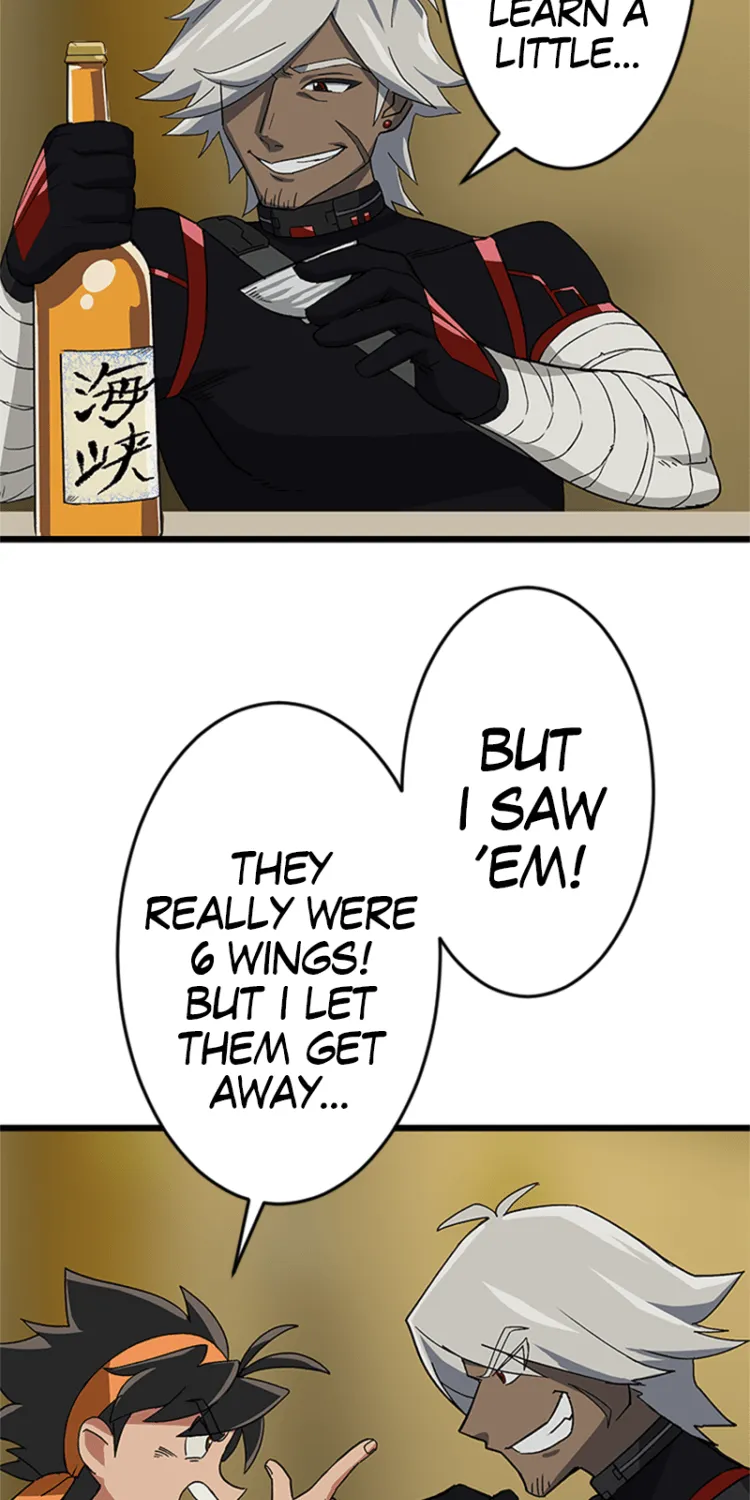 LEARN A
LITTLE...
海
峡
BUT
I SAW
'EM!
THEY
REALLY WERE
6 WINGS!
BUT I LET
THEM GET
AWAY...